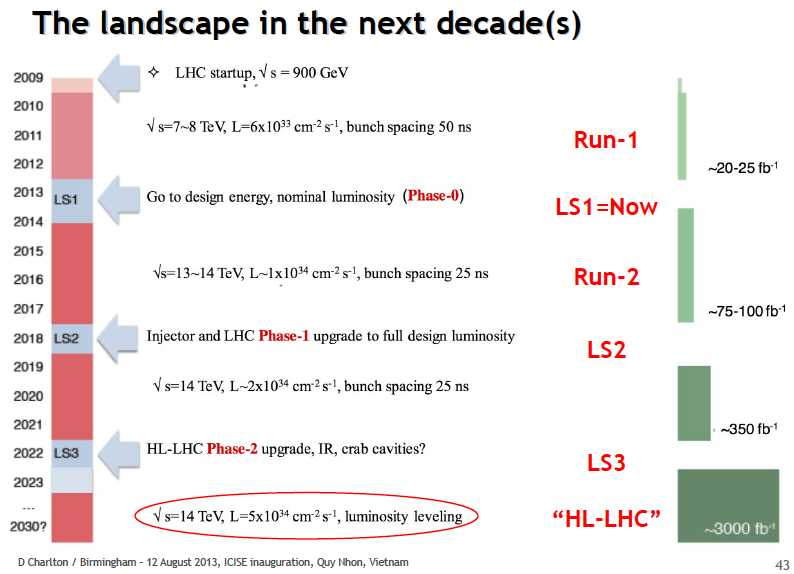 The landscape in the next decade(s)
2009
✧ LHC startup, √ s = 900 GeV
2010
√ s=7~8 TeV, L=6x10³³ cm⁻² s⁻¹, bunch spacing 50 ns
2011
Run-1
2012
~20-25 fb⁻¹
2013
LS1
Go to design energy, nominal luminosity (Phase-0)
LS1=Now
2014
2015
√s=13~14 TeV, L~1x10³⁴ cm⁻² s⁻¹, bunch spacing 25 ns
Run-2
2016
2017
~75-100 fb⁻¹
2018
LS2
Injector and LHC Phase-1 upgrade to full design luminosity
LS2
2019
√ s=14 TeV, L~2x10³⁴ cm⁻² s⁻¹, bunch spacing 25 ns
2020
2021
~350 fb⁻¹
2022
LS3
HL-LHC Phase-2 upgrade, IR, crab cavities?
LS3
2023
...
√ s=14 TeV, L=5x10³⁴ cm⁻² s⁻¹, luminosity leveling
“HL-LHC”
2030?
~3000 fb⁻¹
D Charlton / Birmingham – 12 August 2013, ICISE inauguration, Quy Nhon, Vietnam
43